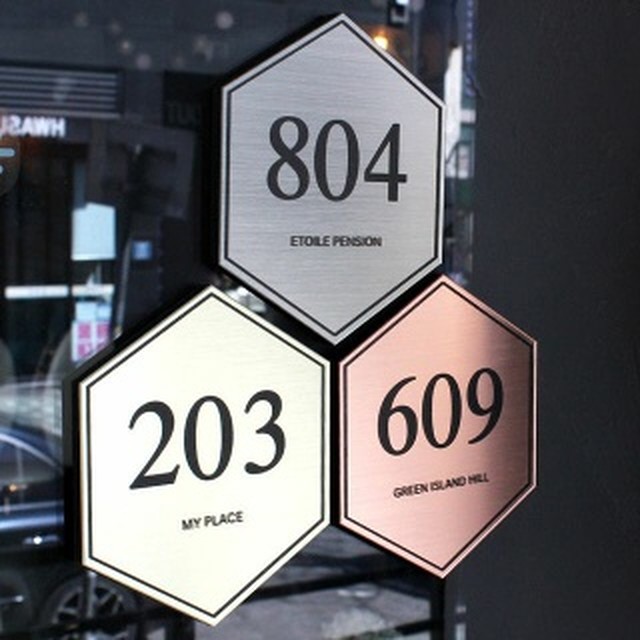 804
ETOILE PENSION
203
MY PLACE
609
GREEN ISLAND HILL